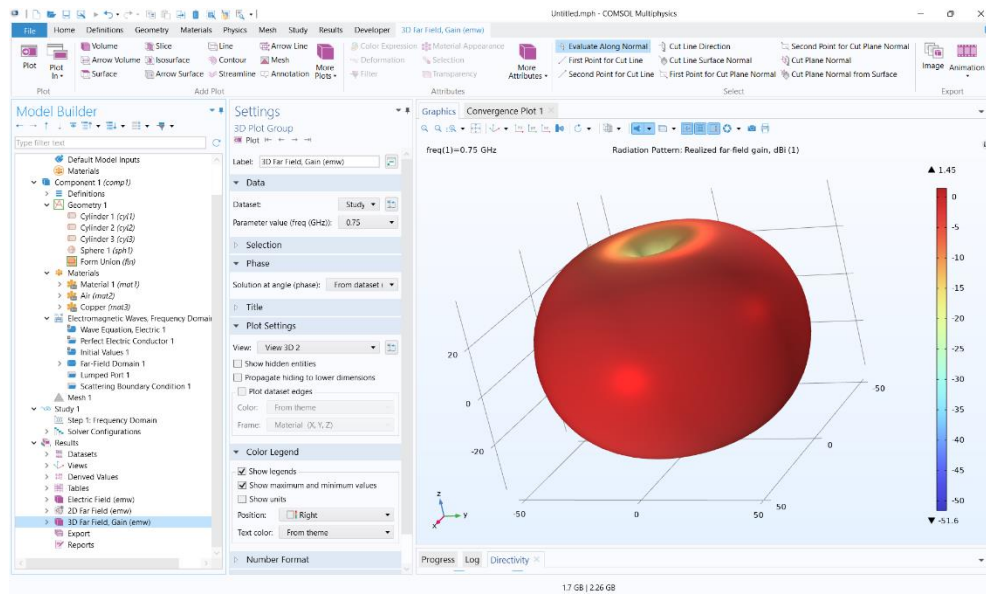 Untitled.mph - COMSOL Multiphysics
File Home Definitions Geometry Materials Physics Mesh Study Results Developer 3D Far Field, Gain (emw)
Plot
Plot In
Volume
Arrow Volume
Surface
Slice
Isosurface
Arrow Surface
Line
Contour
Streamline
Arrow Line
Mesh
Annotation
More Plots
Color Expression
Deformation
Filter
Material Appearance
Selection
Transparency
More Attributes
Evaluate Along Normal
First Point for Cut Line
Second Point for Cut Line
Cut Line Direction
Cut Line Surface Normal
First Point for Cut Plane Normal
Second Point for Cut Plane Normal
Cut Plane Normal
Cut Plane Normal from Surface
Image
Animation
Plot
Add Plot
Attributes
Select
Export
Model Builder
Type filter text
Default Model Inputs
Materials
Component 1 (comp1)
Definitions
Geometry 1
Cylinder 1 (cyl1)
Cylinder 2 (cyl2)
Cylinder 3 (cyl3)
Sphere 1 (sph1)
Form Union (fin)
Materials
Material 1 (mat1)
Air (mat2)
Copper (mat3)
Electromagnetic Waves, Frequency Domain
Wave Equation, Electric 1
Perfect Electric Conductor 1
Initial Values 1
Far-Field Domain 1
Lumped Port 1
Scattering Boundary Condition 1
Mesh 1
Study 1
Step 1: Frequency Domain
Solver Configurations
Results
Datasets
Views
Derived Values
Tables
Electric Field (emw)
2D Far Field (emw)
3D Far Field, Gain (emw)
Export
Reports
Settings
3D Plot Group
Plot
Label: 3D Far Field, Gain (emw)
Data
Dataset: Study
Parameter value (freq (GHz)): 0.75
Selection
Phase
Solution at angle (phase): From dataset
Title
Plot Settings
View: View 3D 2
Show hidden entities
Propagate hiding to lower dimensions
Plot dataset edges
Color: From theme
Frame: Material (X, Y, Z)
Color Legend
Show legends
Show maximum and minimum values
Show units
Position: Right
Text color: From theme
Number Format
Graphics Convergence Plot 1
freq(1)=0.75 GHz Radiation Pattern: Realized far-field gain, dBi (1)
▲ 1.45
0
-5
-10
-15
-20
-25
-30
-35
-40
-45
-50
▼ -51.6
20
0
-20
-50
0
50
50
0
-50
z
y
x
Progress Log Directivity
1.7 GB | 2.26 GB